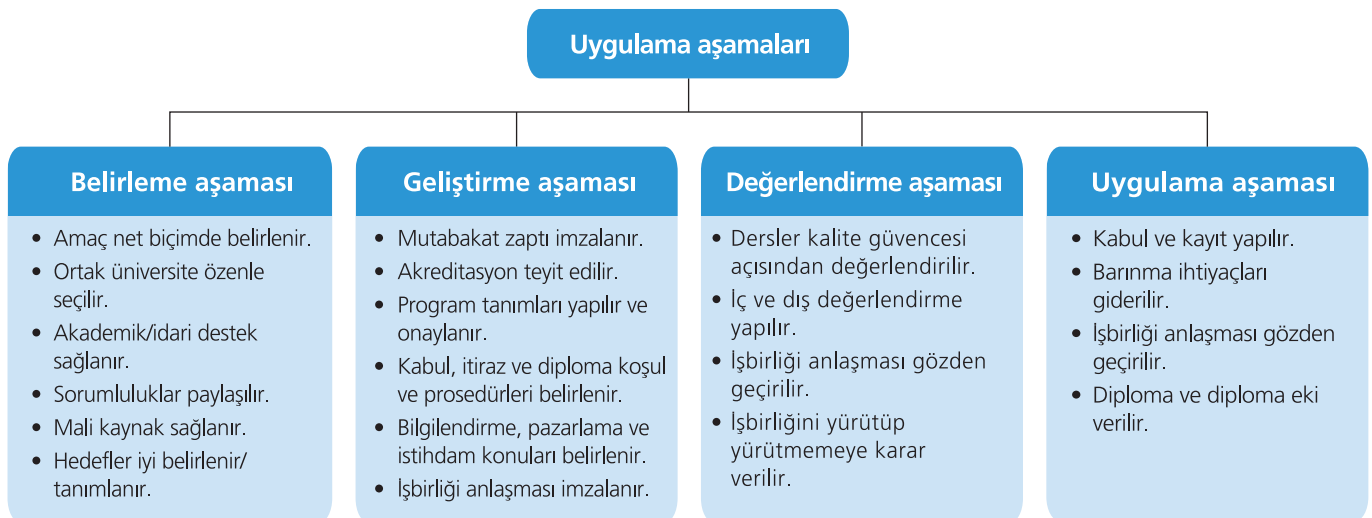 Uygulama aşamaları
Belirleme aşaması
• Amaç net biçimde belirlenir.
• Ortak üniversite özenle
seçilir.
• Akademik/idari destek
sağlanır.
• Sorumluluklar paylaşılır.
• Mali kaynak sağlanır.
• Hedefler iyi belirlenir/
tanımlanır.
Geliştirme aşaması
• Mutabakat zaptı imzalanır.
• Akreditasyon teyit edilir.
• Program tanımları yapılır ve
onaylanır.
• Kabul, itiraz ve diploma koşul
ve prosedürleri belirlenir.
• Bilgilendirme, pazarlama ve
istihdam konuları belirlenir.
• İşbirliği anlaşması imzalanır.
Değerlendirme aşaması
• Dersler kalite güvencesi
açısından değerlendirilir.
• İç ve dış değerlendirme
yapılır.
• İşbirliği anlaşması gözden
geçirilir.
• İşbirliğini yürütüp
yürütmemeye karar
verilir.
Uygulama aşaması
• Kabul ve kayıt yapılır.
• Barınma ihtiyaçları
giderilir.
• İşbirliği anlaşması gözden
geçirilir.
• Diploma ve diploma eki
verilir.